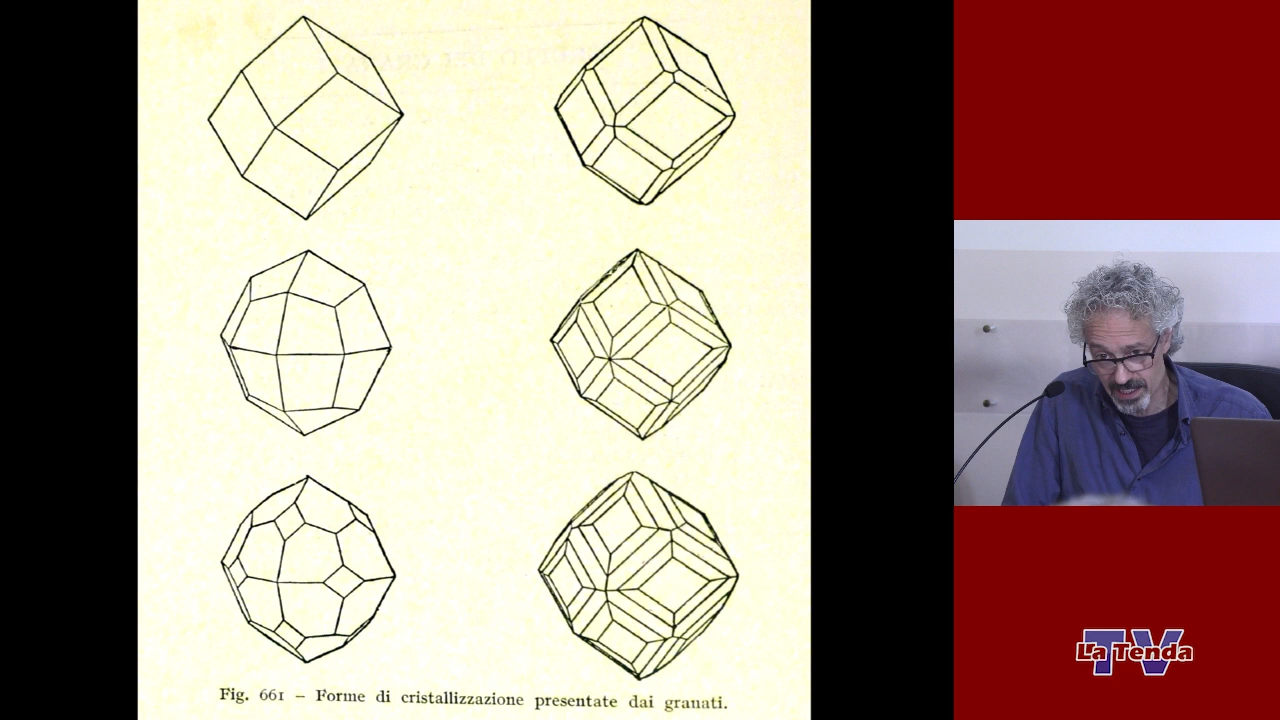 Fig. 661 – Forme di cristallizzazione presentate dai granati.
TV
La Tenda